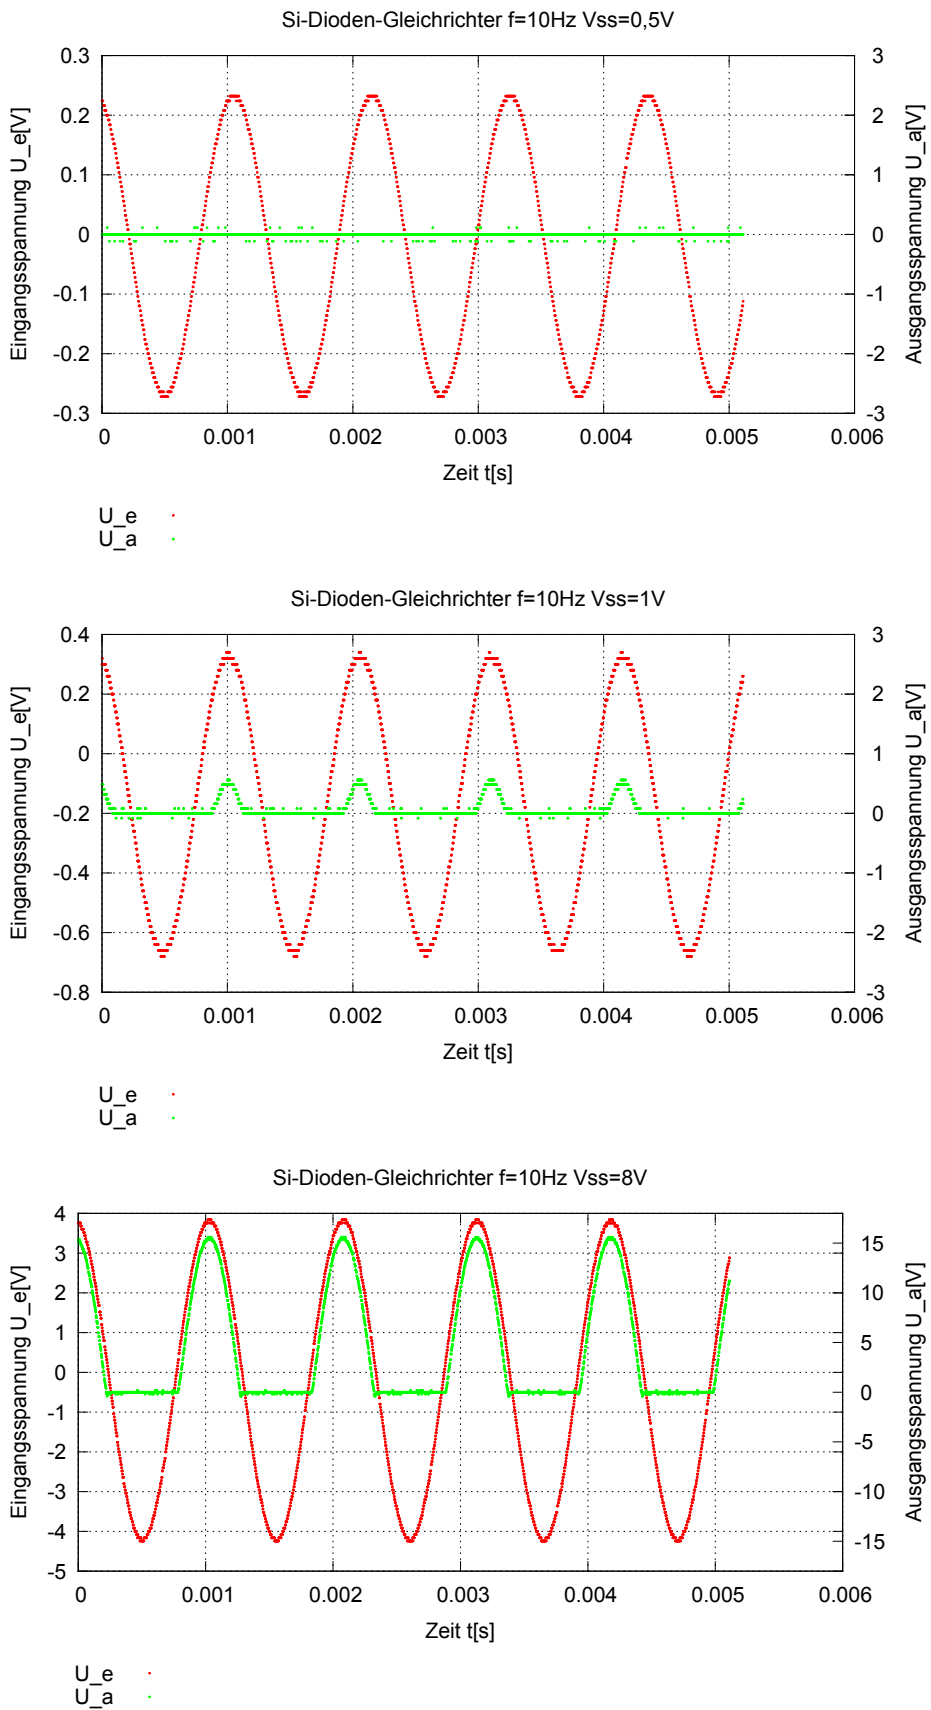 Si-Dioden-Gleichrichter f=10Hz Vss=0,5V
Eingangsspannung U_e[V]
0.3
0.2
0.1
0
-0.1
-0.2
-0.3
3
2
1
0
-1
-2
-3
Ausgangsspannung U_a[V]
0 0.001 0.002 0.003 0.004 0.005 0.006
Zeit t[s]
U_e
U_a
Si-Dioden-Gleichrichter f=10Hz Vss=1V
Eingangsspannung U_e[V]
0.4
0.2
0
-0.2
-0.4
-0.6
-0.8
3
2
1
0
-1
-2
-3
Ausgangsspannung U_a[V]
0 0.001 0.002 0.003 0.004 0.005 0.006
Zeit t[s]
U_e
U_a
Si-Dioden-Gleichrichter f=10Hz Vss=8V
Eingangsspannung U_e[V]
4
3
2
1
0
-1
-2
-3
-4
-5
15
10
5
0
-5
-10
-15
Ausgangsspannung U_a[V]
0 0.001 0.002 0.003 0.004 0.005 0.006
Zeit t[s]
U_e
U_a